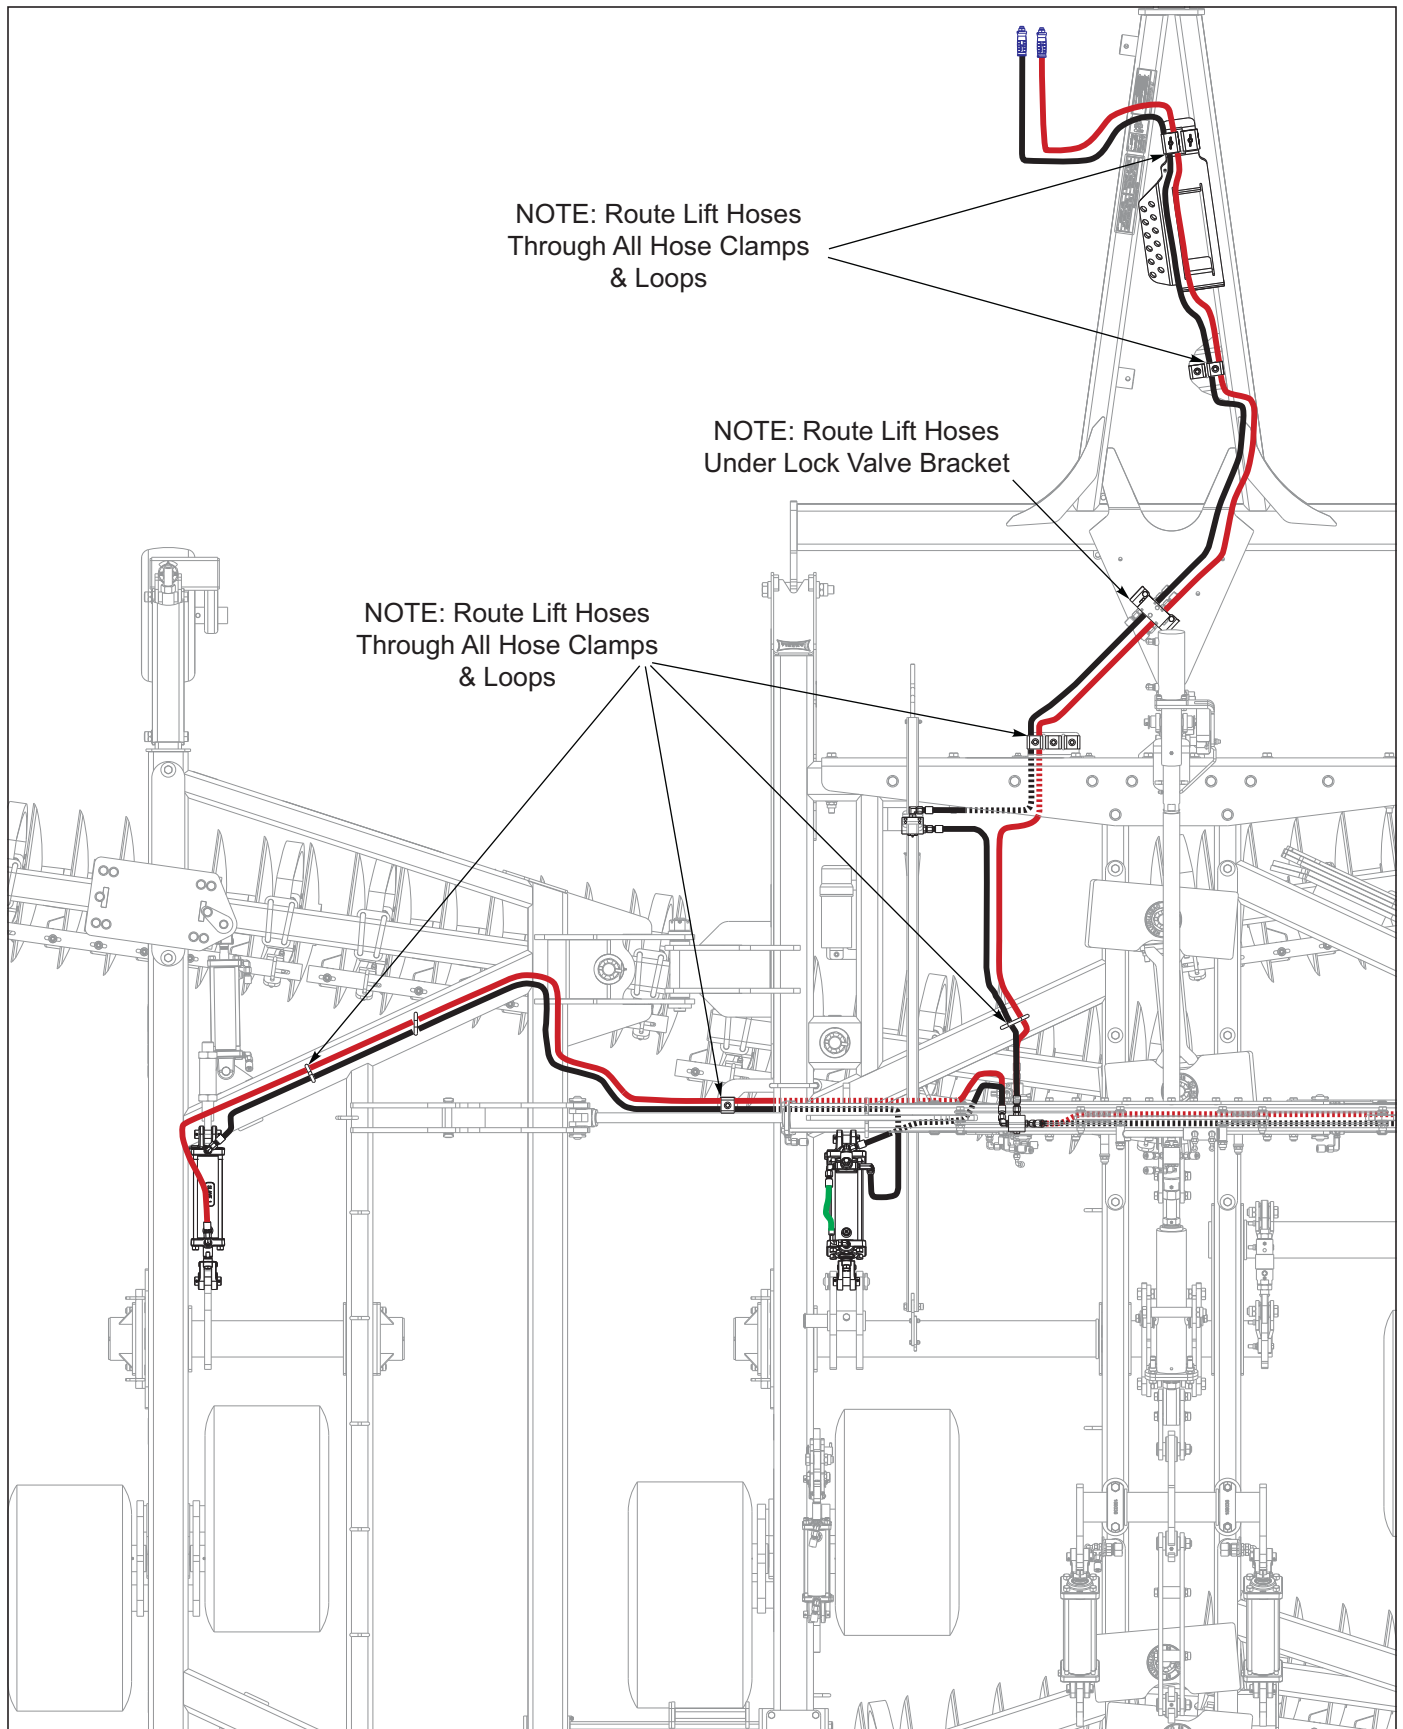 NOTE: Route Lift Hoses
Through All Hose Clamps
& Loops
NOTE: Route Lift Hoses
Under Lock Valve Bracket
NOTE: Route Lift Hoses
Through All Hose Clamps
& Loops